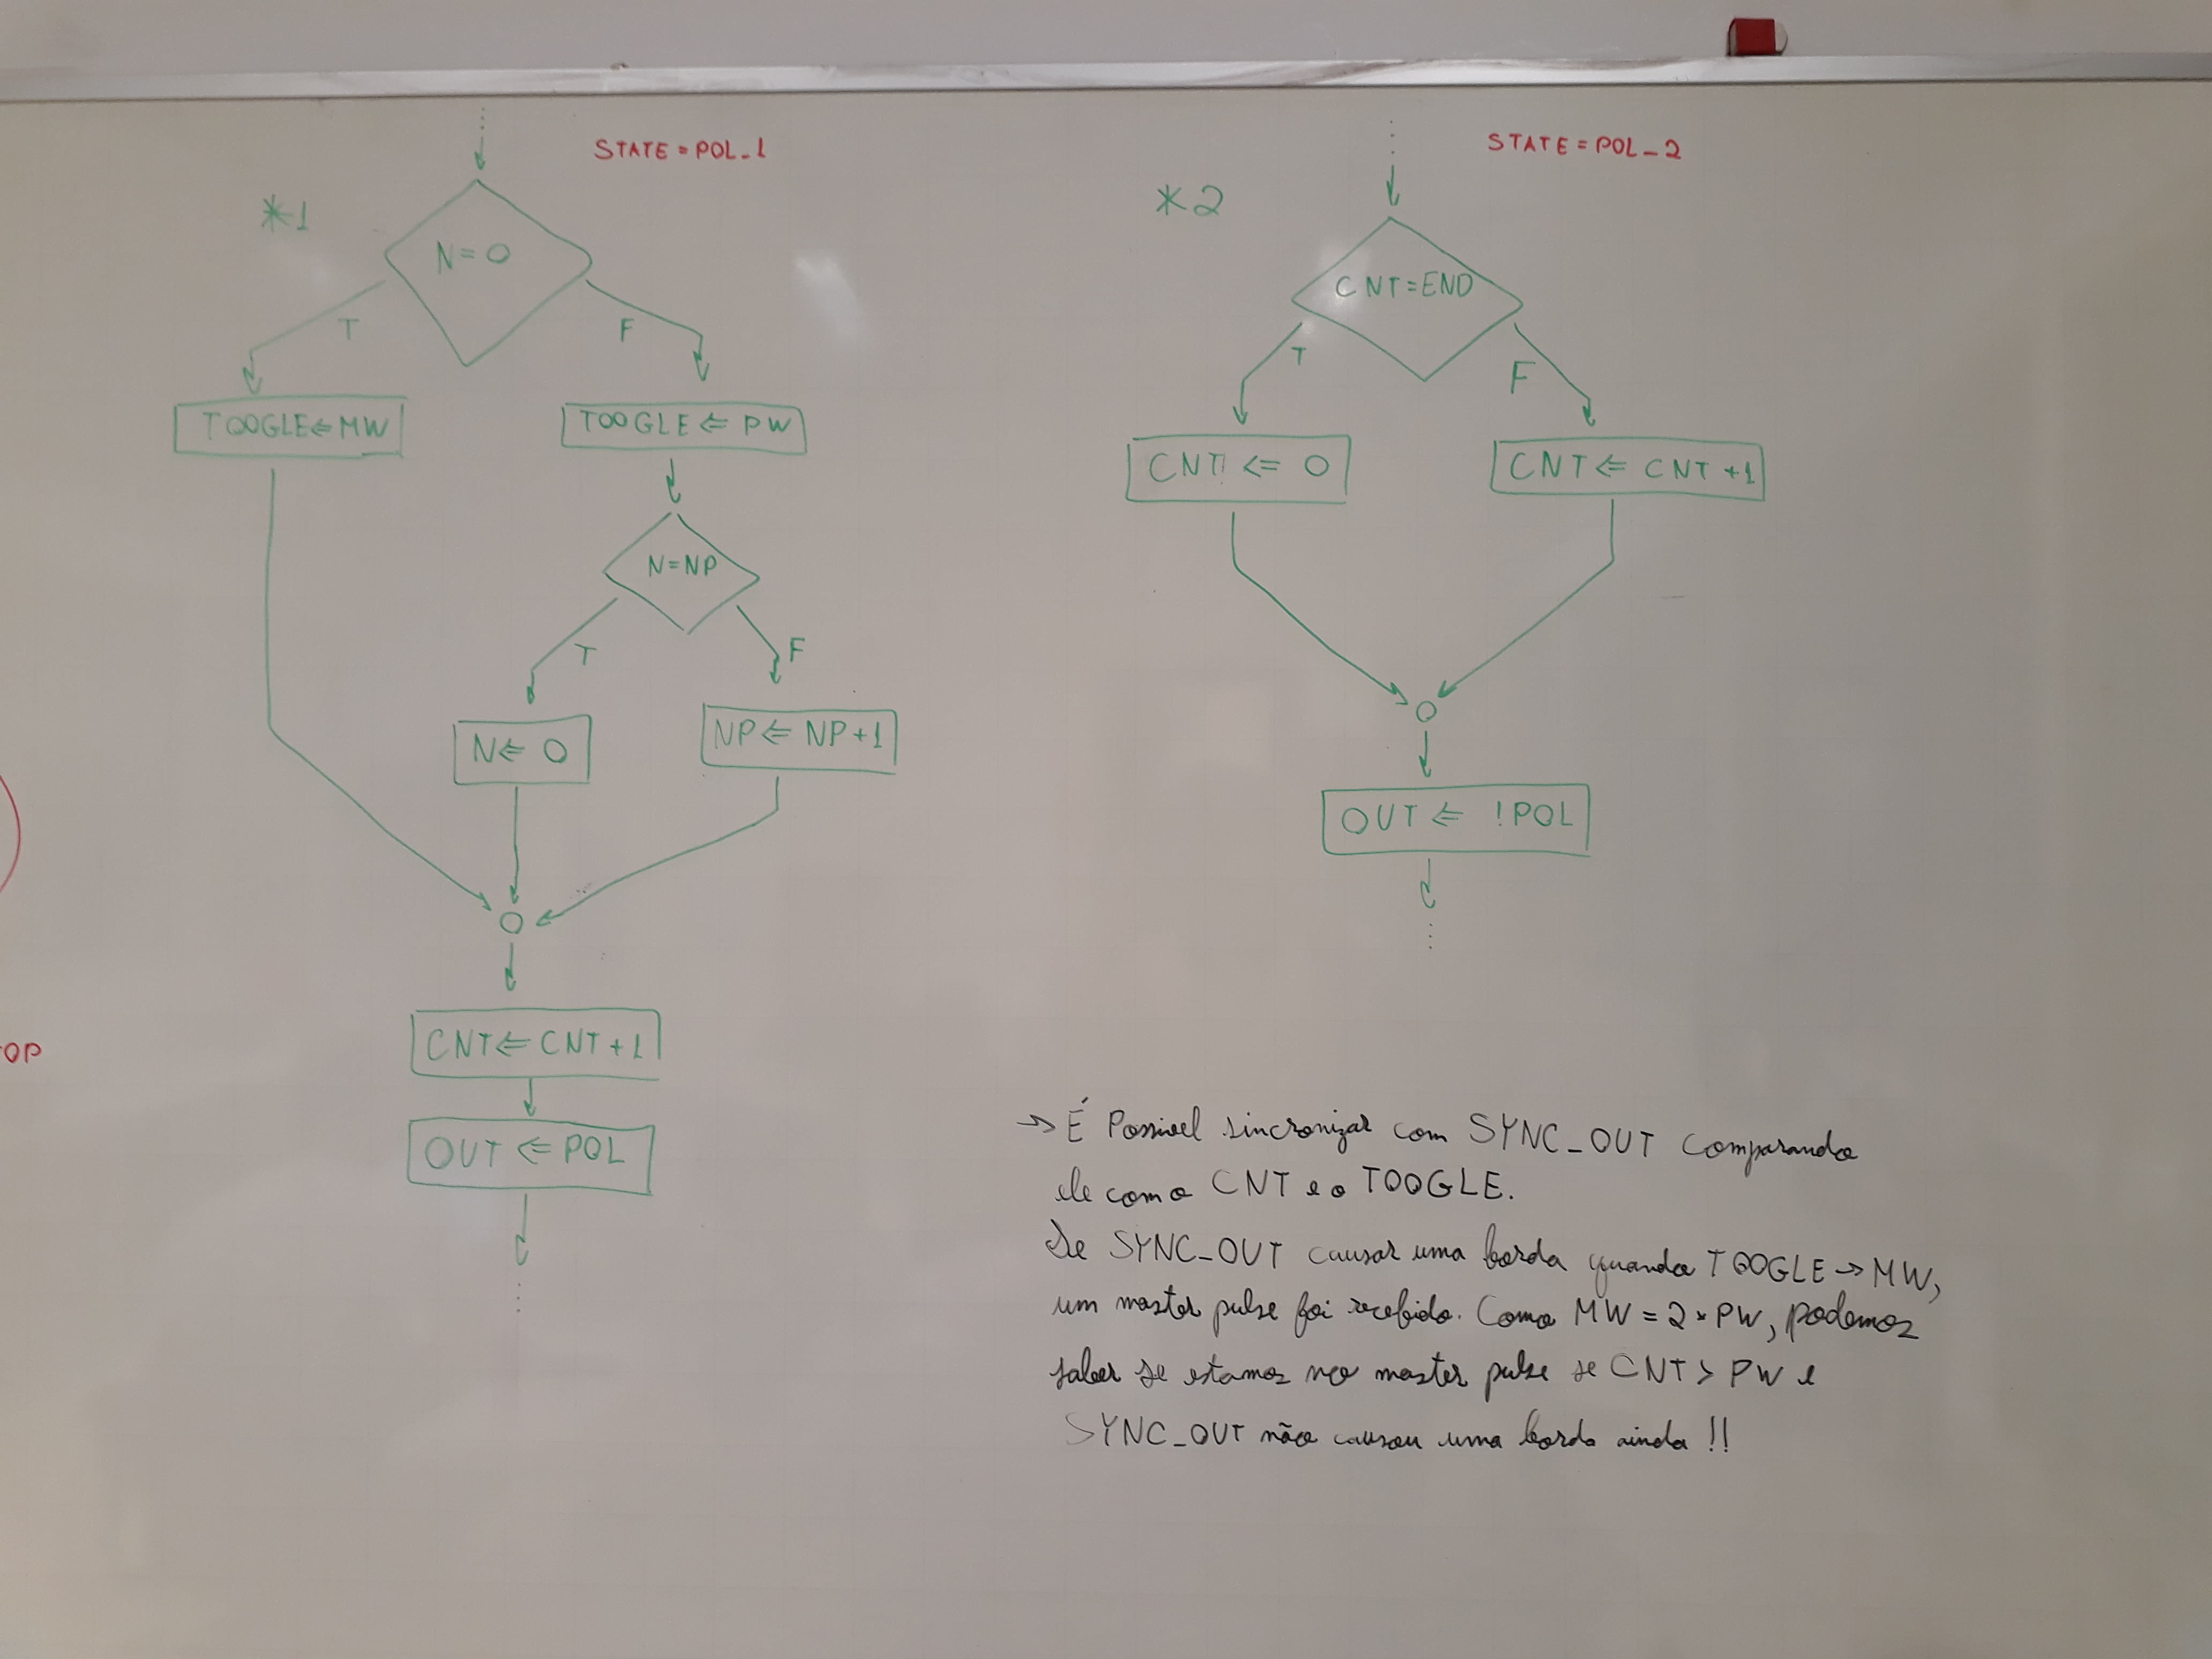 STATE = POL_1
*1
N=0
T
F
TOOGLE⇐MW
TOOGLE ⇐ PW
N=NP
T
F
N⇐ 0
NP⇐ NP+1
CNT⇐CNT+1
OUT ⇐ POL
OP
STATE = POL_2
*2
CNT=END
T
F
CNT <= 0
CNT ⇐ CNT +1
OUT ⇐ !POL
→ É Possivel sincronizar com SYNC_OUT comparando
ele com o CNT e o TOOGLE.
Se SYNC_OUT causar uma borda quando TOOGLE → MW,
um master pulse foi recebido. Como MW = 2 * PW, podemos
saber se estamos no master pulse se CNT > PW e
SYNC_OUT não causou uma borda ainda !!